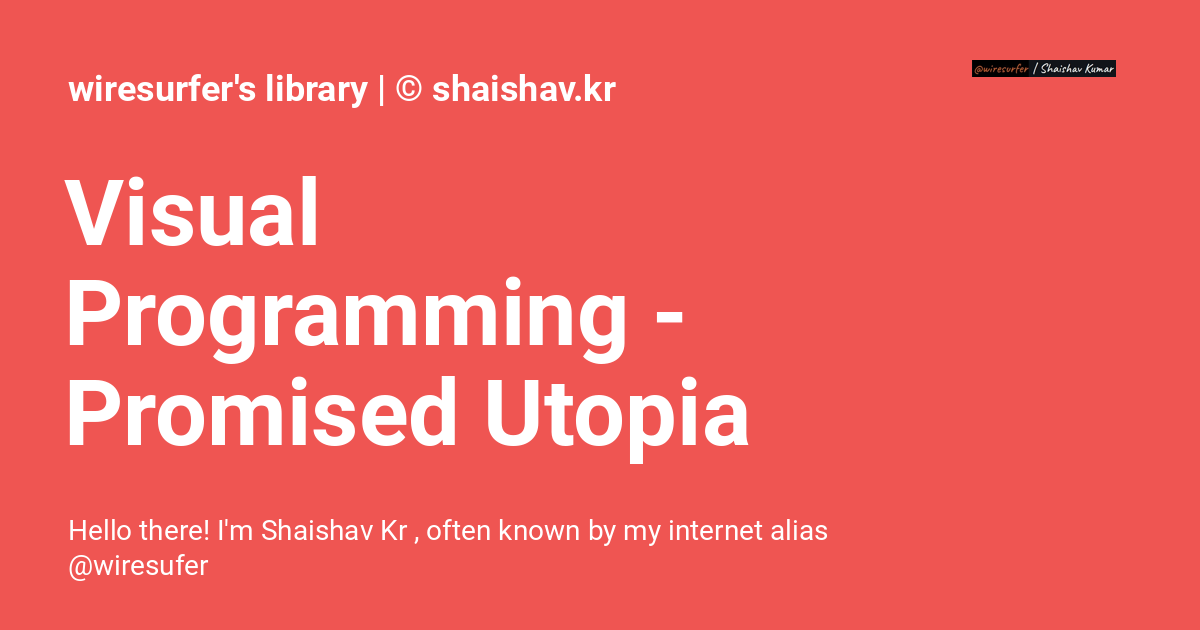 wiresurfer's library | © shaishav.kr
@wiresurfer / Shaishav Kumar
Visual
Programming -
Promised Utopia
Hello there! I'm Shaishav Kr , often known by my internet alias
@wiresufer